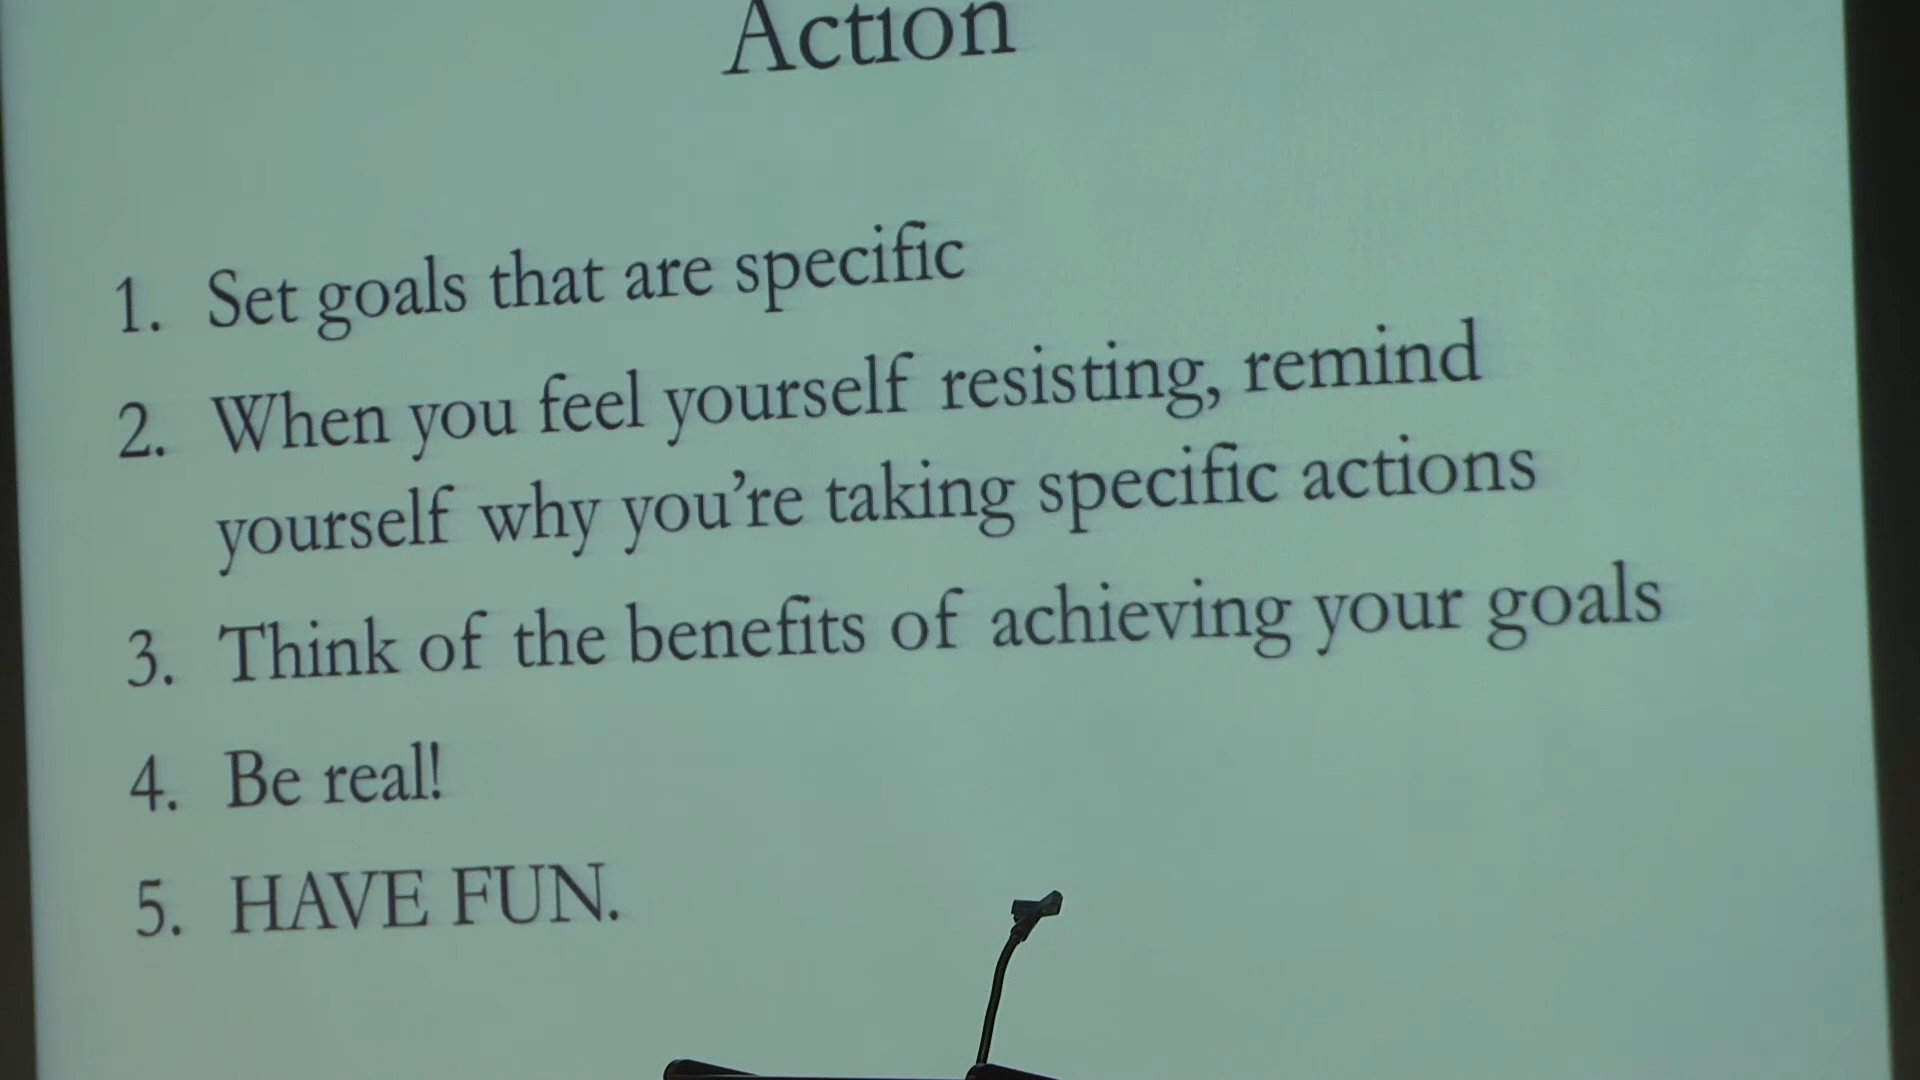 Action
1. Set goals that are specific
2. When you feel yourself resisting, remind
yourself why you're taking specific actions
3. Think of the benefits of achieving your goals
4. Be real!
5. HAVE FUN.